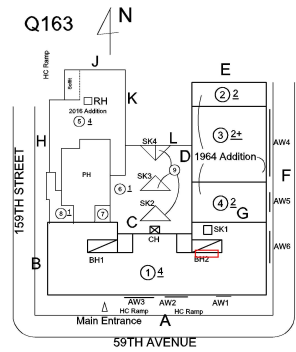 Q163
N
J
E
HC Ramp
5elht
RH
2016 Addition
5 4
K
2 2
H
SK4
L
D
3 2+
AW4
1964 Addition
F
PH
SK3
9
6 1
159TH STREET
SK2
4 2
AW5
8 1
7
C
G
SK1
CH
AW6
B
BH1
BH2
1 4
AW3
AW2
AW1
HC Ramp
HC Ramp
Main Entrance
A
59TH AVENUE